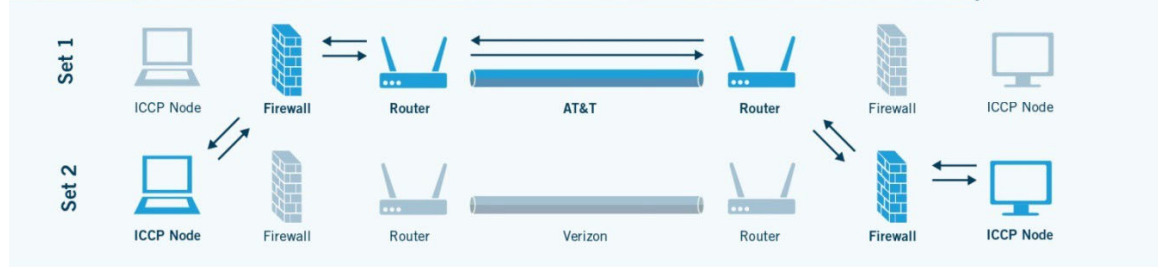 Set 1
ICCP Node
Firewall
Router
AT&T
Router
Firewall
ICCP Node
Set 2
ICCP Node
Firewall
Router
Verizon
Router
Firewall
ICCP Node